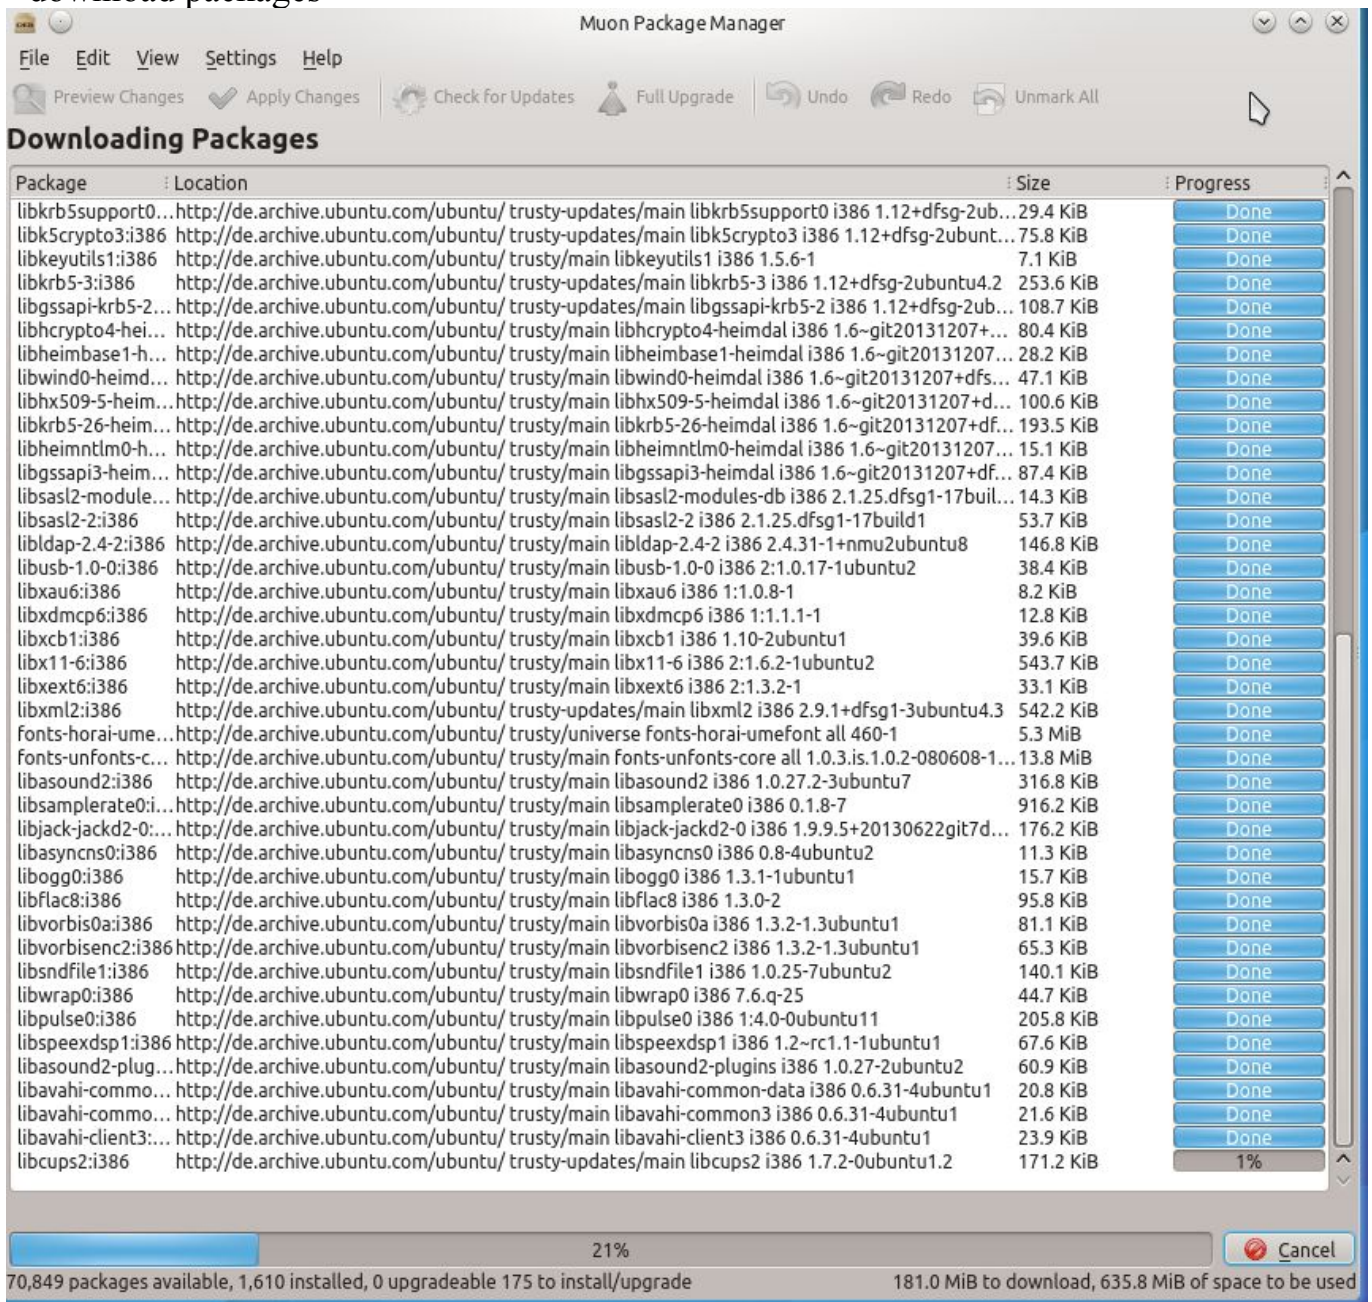 download packages
Muon Package Manager
File Edit View Settings Help
Preview Changes Apply Changes Check for Updates Full Upgrade Undo Redo Unmark All
Downloading Packages
Package Location Size Progress
libkrb5support0... http://de.archive.ubuntu.com/ubuntu/ trusty-updates/main libkrb5support0 i386 1.12+dfsg-2ub... 29.4 KiB Done
libk5crypto3:i386 http://de.archive.ubuntu.com/ubuntu/ trusty-updates/main libk5crypto3 i386 1.12+dfsg-2ubunt... 75.8 KiB Done
libkeyutils1:i386 http://de.archive.ubuntu.com/ubuntu/ trusty/main libkeyutils1 i386 1.5.6-1 7.1 KiB Done
libkrb5-3:i386 http://de.archive.ubuntu.com/ubuntu/ trusty-updates/main libkrb5-3 i386 1.12+dfsg-2ubuntu4.2 253.6 KiB Done
libgssapi-krb5-2... http://de.archive.ubuntu.com/ubuntu/ trusty-updates/main libgssapi-krb5-2 i386 1.12+dfsg-2ub... 108.7 KiB Done
libhcrypto4-hei... http://de.archive.ubuntu.com/ubuntu/ trusty/main libhcrypto4-heimdal i386 1.6~git20131207+... 80.4 KiB Done
libheimbase1-h... http://de.archive.ubuntu.com/ubuntu/ trusty/main libheimbase1-heimdal i386 1.6~git20131207... 28.2 KiB Done
libwind0-heimd... http://de.archive.ubuntu.com/ubuntu/ trusty/main libwind0-heimdal i386 1.6~git20131207+dfs... 47.1 KiB Done
libhx509-5-heim... http://de.archive.ubuntu.com/ubuntu/ trusty/main libhx509-5-heimdal i386 1.6~git20131207+d... 100.6 KiB Done
libkrb5-26-heim... http://de.archive.ubuntu.com/ubuntu/ trusty/main libkrb5-26-heimdal i386 1.6~git20131207+df... 193.5 KiB Done
libheimntlm0-h... http://de.archive.ubuntu.com/ubuntu/ trusty/main libheimntlm0-heimdal i386 1.6~git20131207... 15.1 KiB Done
libgssapi3-heim... http://de.archive.ubuntu.com/ubuntu/ trusty/main libgssapi3-heimdal i386 1.6~git20131207+df... 87.4 KiB Done
libsasl2-module... http://de.archive.ubuntu.com/ubuntu/ trusty/main libsasl2-modules-db i386 2.1.25.dfsg1-17buil... 14.3 KiB Done
libsasl2-2:i386 http://de.archive.ubuntu.com/ubuntu/ trusty/main libsasl2-2 i386 2.1.25.dfsg1-17build1 53.7 KiB Done
libldap-2.4-2:i386 http://de.archive.ubuntu.com/ubuntu/ trusty/main libldap-2.4-2 i386 2.4.31-1+nmu2ubuntu8 146.8 KiB Done
libusb-1.0-0:i386 http://de.archive.ubuntu.com/ubuntu/ trusty/main libusb-1.0-0 i386 2:1.0.17-1ubuntu2 38.4 KiB Done
libxau6:i386 http://de.archive.ubuntu.com/ubuntu/ trusty/main libxau6 i386 1:1.0.8-1 8.2 KiB Done
libxdmcp6:i386 http://de.archive.ubuntu.com/ubuntu/ trusty/main libxdmcp6 i386 1:1.1.1-1 12.8 KiB Done
libxcb1:i386 http://de.archive.ubuntu.com/ubuntu/ trusty/main libxcb1 i386 1.10-2ubuntu1 39.6 KiB Done
libx11-6:i386 http://de.archive.ubuntu.com/ubuntu/ trusty/main libx11-6 i386 2:1.6.2-1ubuntu2 543.7 KiB Done
libxext6:i386 http://de.archive.ubuntu.com/ubuntu/ trusty/main libxext6 i386 2:1.3.2-1 33.1 KiB Done
libxml2:i386 http://de.archive.ubuntu.com/ubuntu/ trusty-updates/main libxml2 i386 2.9.1+dfsg1-3ubuntu4.3 542.2 KiB Done
fonts-horai-ume... http://de.archive.ubuntu.com/ubuntu/ trusty/universe fonts-horai-umefont all 460-1 5.3 MiB Done
fonts-unfonts-c... http://de.archive.ubuntu.com/ubuntu/ trusty/main fonts-unfonts-core all 1.0.3.is.1.0.2-080608-1... 13.8 MiB Done
libasound2:i386 http://de.archive.ubuntu.com/ubuntu/ trusty/main libasound2 i386 1.0.27.2-3ubuntu7 316.8 KiB Done
libsamplerate0:i... http://de.archive.ubuntu.com/ubuntu/ trusty/main libsamplerate0 i386 0.1.8-7 916.2 KiB Done
libjack-jackd2-0:... http://de.archive.ubuntu.com/ubuntu/ trusty/main libjack-jackd2-0 i386 1.9.9.5+20130622git7d... 176.2 KiB Done
libasyncns0:i386 http://de.archive.ubuntu.com/ubuntu/ trusty/main libasyncns0 i386 0.8-4ubuntu2 11.3 KiB Done
libogg0:i386 http://de.archive.ubuntu.com/ubuntu/ trusty/main libogg0 i386 1.3.1-1ubuntu1 15.7 KiB Done
libflac8:i386 http://de.archive.ubuntu.com/ubuntu/ trusty/main libflac8 i386 1.3.0-2 95.8 KiB Done
libvorbis0a:i386 http://de.archive.ubuntu.com/ubuntu/ trusty/main libvorbis0a i386 1.3.2-1.3ubuntu1 81.1 KiB Done
libvorbisenc2:i386 http://de.archive.ubuntu.com/ubuntu/ trusty/main libvorbisenc2 i386 1.3.2-1.3ubuntu1 65.3 KiB Done
libsndfile1:i386 http://de.archive.ubuntu.com/ubuntu/ trusty/main libsndfile1 i386 1.0.25-7ubuntu2 140.1 KiB Done
libwrap0:i386 http://de.archive.ubuntu.com/ubuntu/ trusty/main libwrap0 i386 7.6.q-25 44.7 KiB Done
libpulse0:i386 http://de.archive.ubuntu.com/ubuntu/ trusty/main libpulse0 i386 1:4.0-0ubuntu11 205.8 KiB Done
libspeexdsp1:i386 http://de.archive.ubuntu.com/ubuntu/ trusty/main libspeexdsp1 i386 1.2~rc1.1-1ubuntu1 67.6 KiB Done
libasound2-plug... http://de.archive.ubuntu.com/ubuntu/ trusty/main libasound2-plugins i386 1.0.27-2ubuntu2 60.9 KiB Done
libavahi-commo... http://de.archive.ubuntu.com/ubuntu/ trusty/main libavahi-common-data i386 0.6.31-4ubuntu1 20.8 KiB Done
libavahi-commo... http://de.archive.ubuntu.com/ubuntu/ trusty/main libavahi-common3 i386 0.6.31-4ubuntu1 21.6 KiB Done
libavahi-client3:... http://de.archive.ubuntu.com/ubuntu/ trusty/main libavahi-client3 i386 0.6.31-4ubuntu1 23.9 KiB Done
libcups2:i386 http://de.archive.ubuntu.com/ubuntu/ trusty-updates/main libcups2 i386 1.7.2-0ubuntu1.2 171.2 KiB 1%
21% Cancel
70,849 packages available, 1,610 installed, 0 upgradeable 175 to install/upgrade 181.0 MiB to download, 635.8 MiB of space to be used